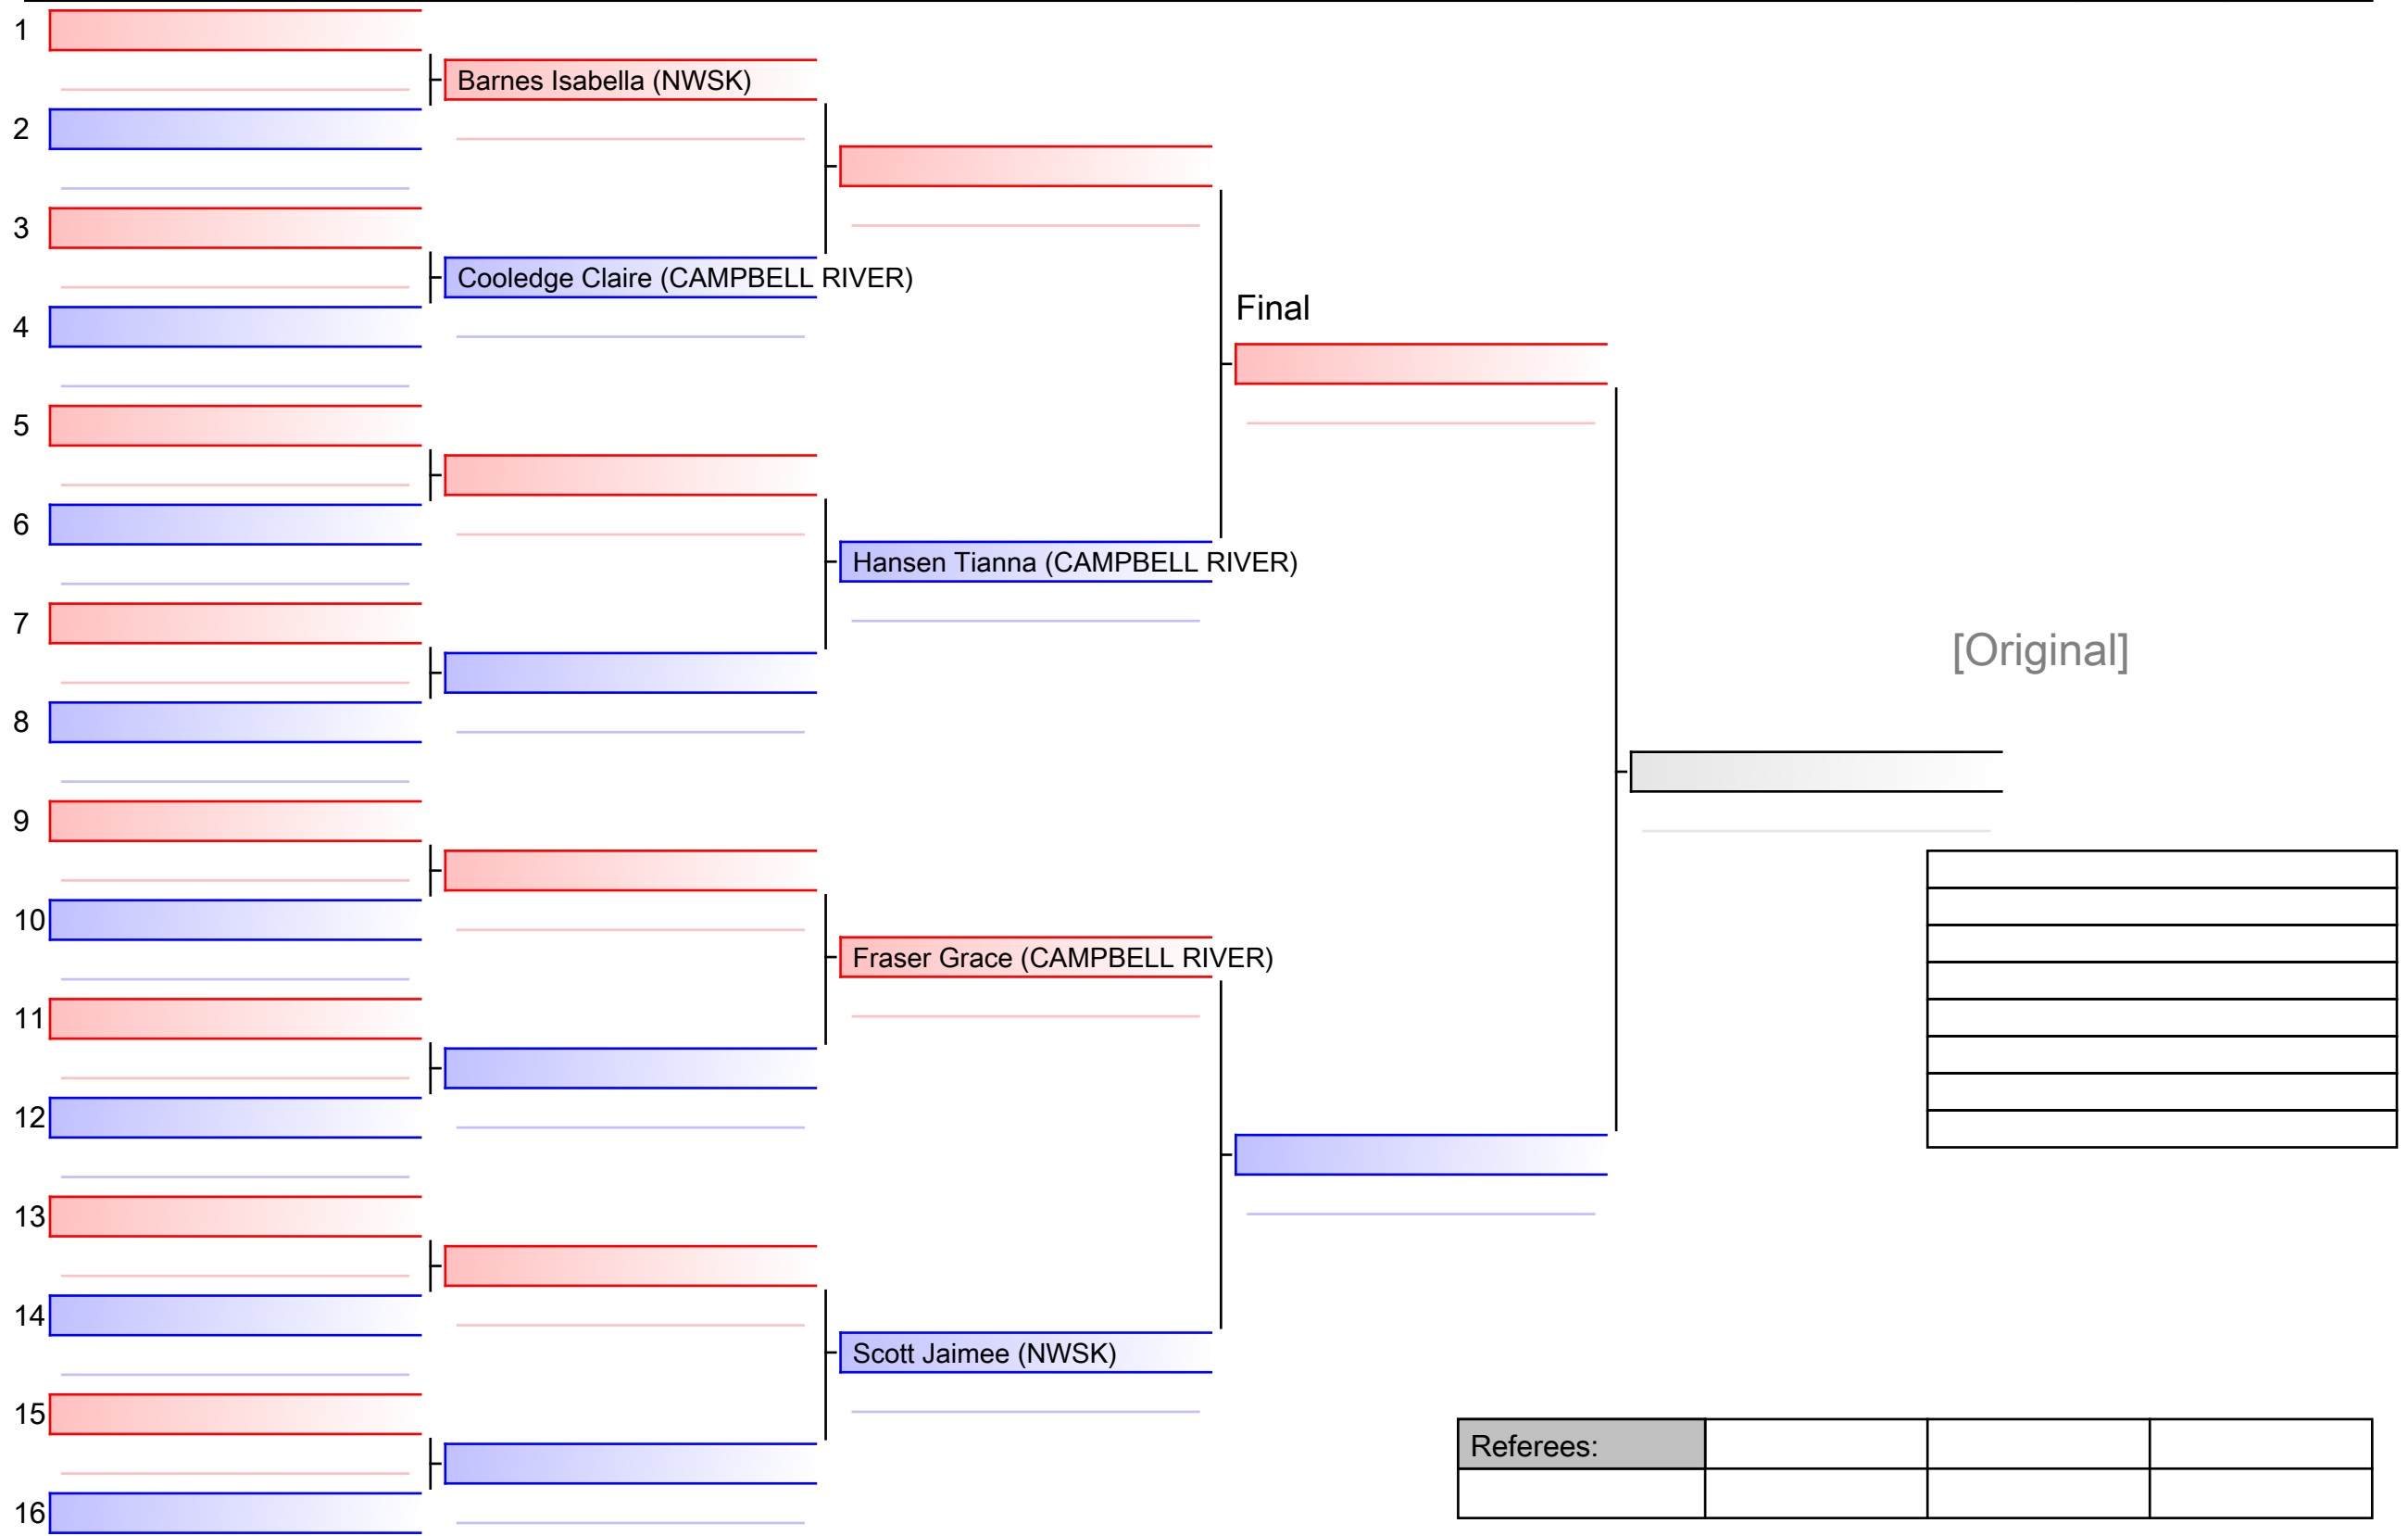 1
Barnes Isabella (NWSK)
2
3
Cooledge Claire (CAMPBELL RIVER)
Final
4
5
6
Hansen Tianna (CAMPBELL RIVER)
7
[Original]
8
9
10
Fraser Grace (CAMPBELL RIVER)
11
12
13
14
Scott Jaimee (NWSK)
15
Referees:
16